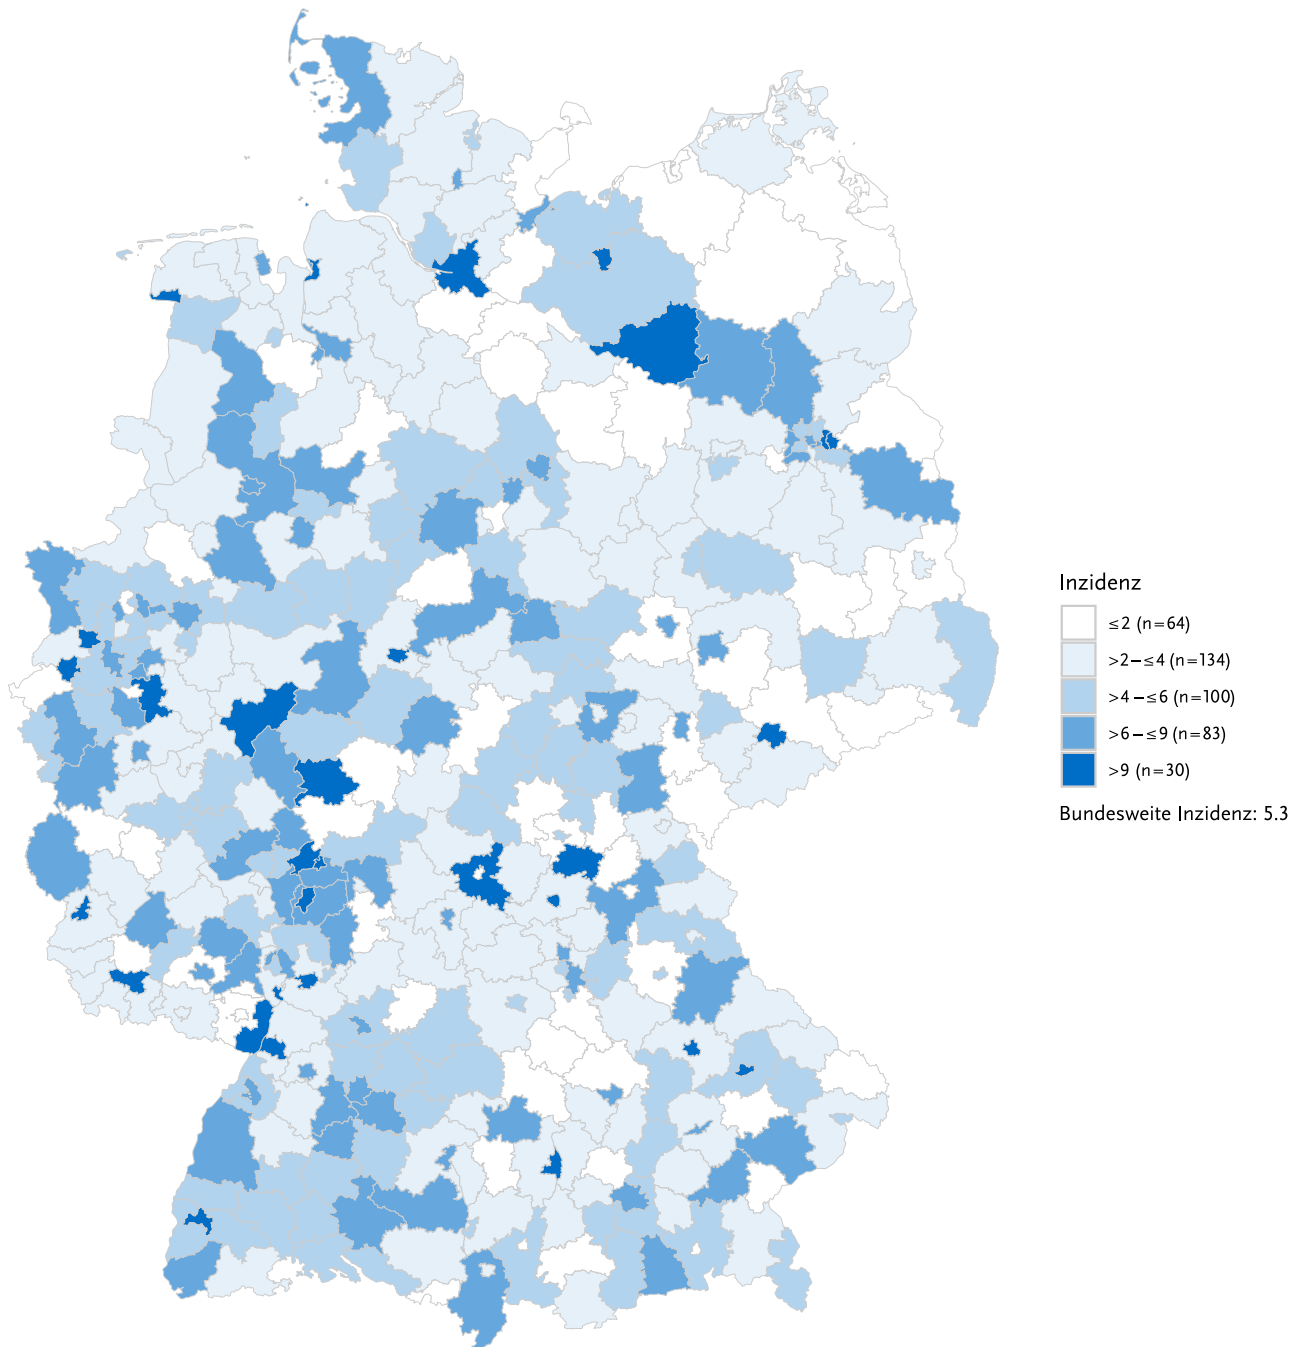 Inzidenz
≤2 (n=64)
>2–≤4 (n=134)
>4–≤6 (n=100)
>6–≤9 (n=83)
>9 (n=30)
Bundesweite Inzidenz: 5.3